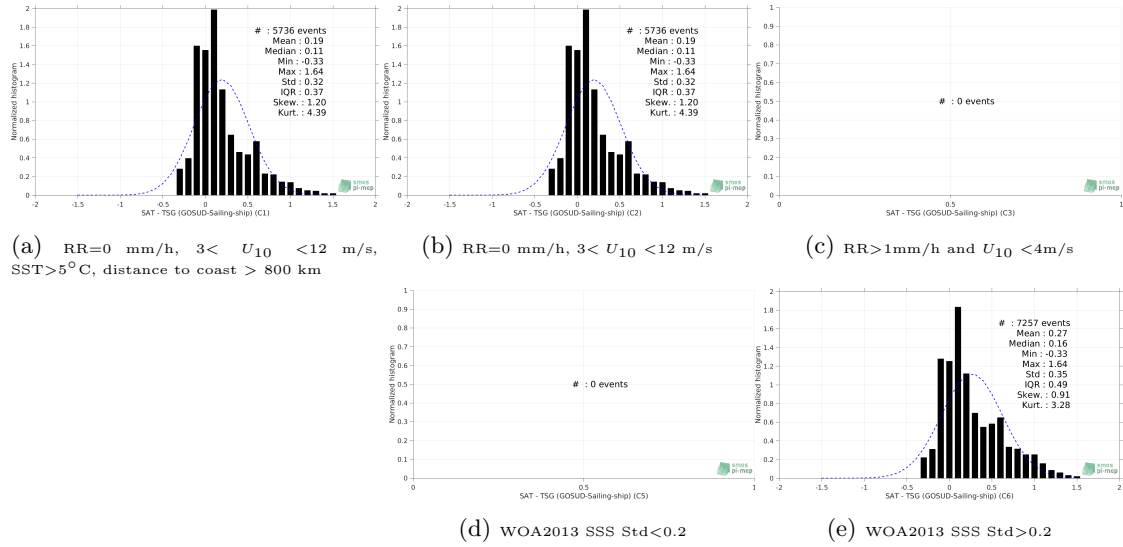 2
1.8
1.6
1.4
1.2
1
0.8
0.6
0.4
0.2
0
-2 -1.5 -1 -0.5 0 0.5 1 1.5 2
Normalized histogram
SAT - TSG (GOSUD-Sailing-ship) (C1)
# : 5736 events
Mean : 0.19
Median : 0.11
Min : -0.33
Max : 1.64
Std : 0.32
IQR : 0.37
Skew. : 1.20
Kurt. : 4.39
smos
pi-mep
(a) RR=0 mm/h, 3< U10 <12 m/s,
SST>5°C, distance to coast > 800 km
2
1.8
1.6
1.4
1.2
1
0.8
0.6
0.4
0.2
0
-2 -1.5 -1 -0.5 0 0.5 1 1.5 2
Normalized histogram
SAT - TSG (GOSUD-Sailing-ship) (C2)
# : 5736 events
Mean : 0.19
Median : 0.11
Min : -0.33
Max : 1.64
Std : 0.32
IQR : 0.37
Skew. : 1.20
Kurt. : 4.39
smos
pi-mep
(b) RR=0 mm/h, 3< U10 <12 m/s
1
0.9
0.8
0.7
0.6
0.5
0.4
0.3
0.2
0.1
0
0 0.5 1
Normalized histogram
SAT - TSG (GOSUD-Sailing-ship) (C3)
# : 0 events
smos
pi-mep
(c) RR>1mm/h and U10 <4m/s
1
0.9
0.8
0.7
0.6
0.5
0.4
0.3
0.2
0.1
0
0 0.5 1
Normalized histogram
SAT - TSG (GOSUD-Sailing-ship) (C5)
# : 0 events
smos
pi-mep
(d) WOA2013 SSS Std<0.2
2
1.8
1.6
1.4
1.2
1
0.8
0.6
0.4
0.2
0
-2 -1.5 -1 -0.5 0 0.5 1 1.5 2
Normalized histogram
SAT - TSG (GOSUD-Sailing-ship) (C6)
# : 7257 events
Mean : 0.27
Median : 0.16
Min : -0.33
Max : 1.64
Std : 0.35
IQR : 0.49
Skew. : 0.91
Kurt. : 3.28
smos
pi-mep
(e) WOA2013 SSS Std>0.2